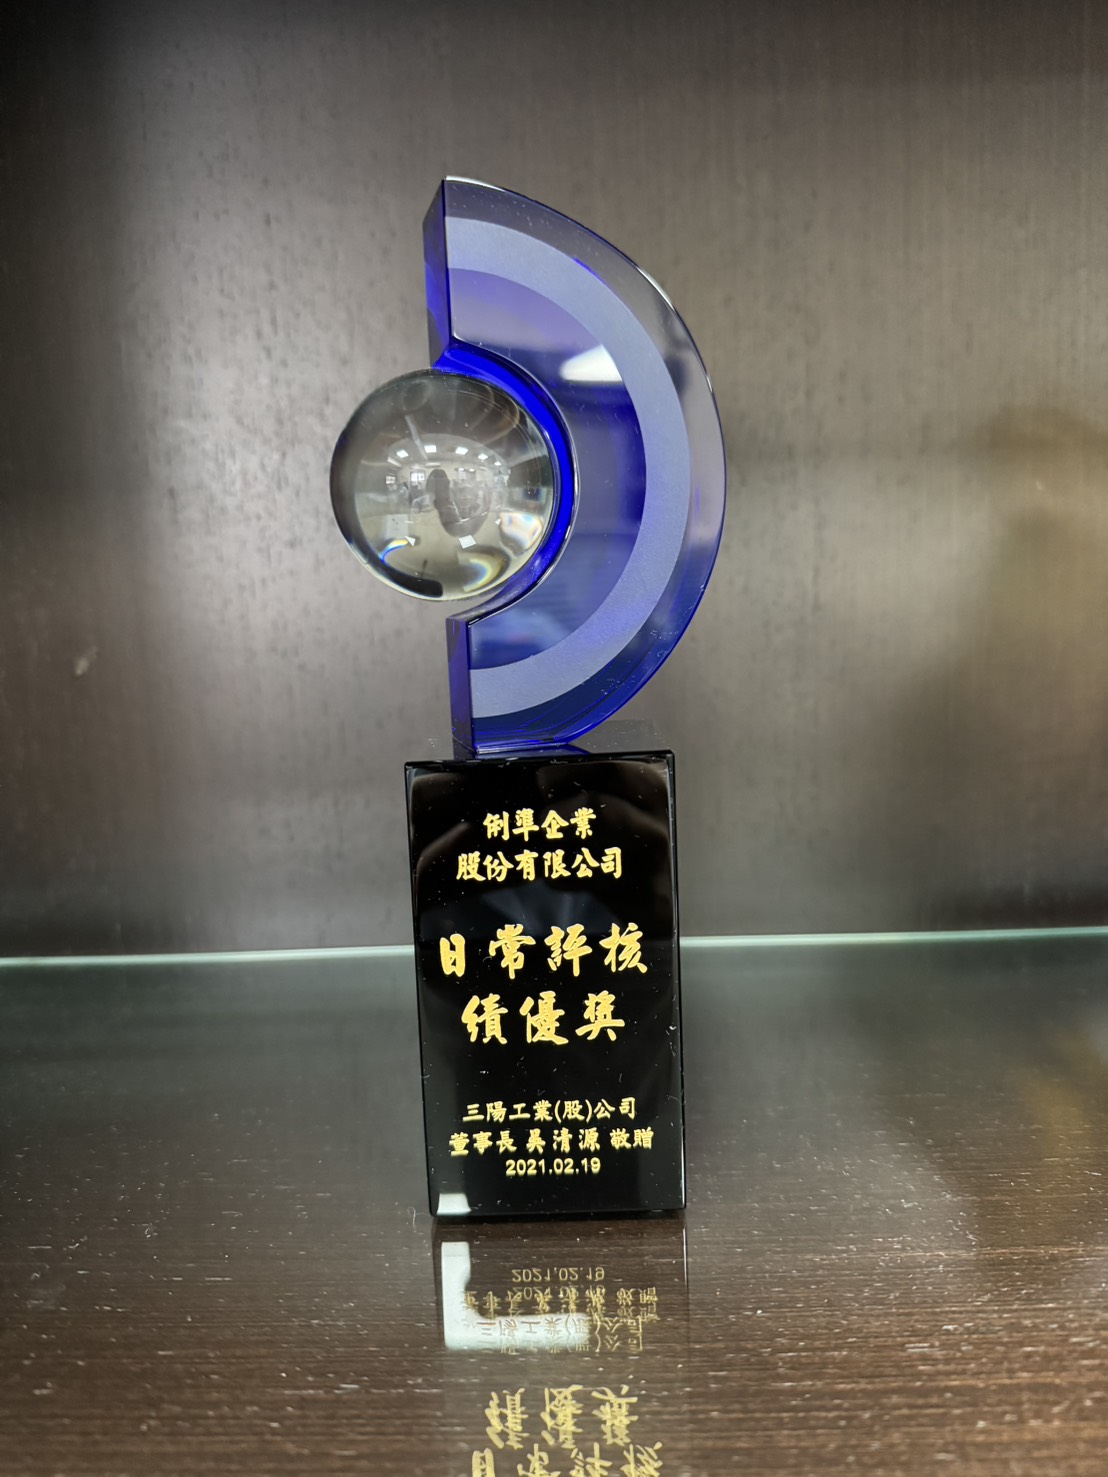 俐準企業
股份有限公司
日常評核
績優獎
三陽工業(股)公司
董事長 吳清源 敬贈
2021.02.19